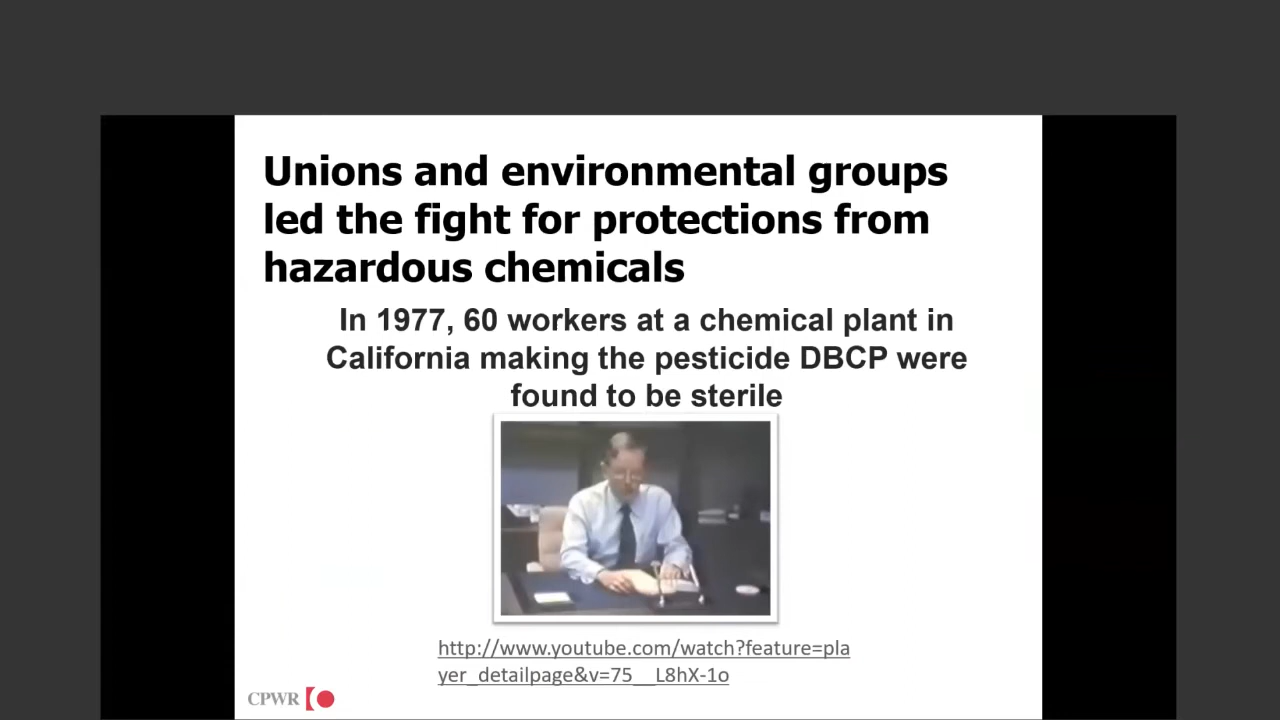 Unions and environmental groups
led the fight for protections from
hazardous chemicals
In 1977, 60 workers at a chemical plant in
California making the pesticide DBCP were
found to be sterile
http://www.youtube.com/watch?feature=pla
yer_detailpage&v=75__L8hX-1o
CPWR